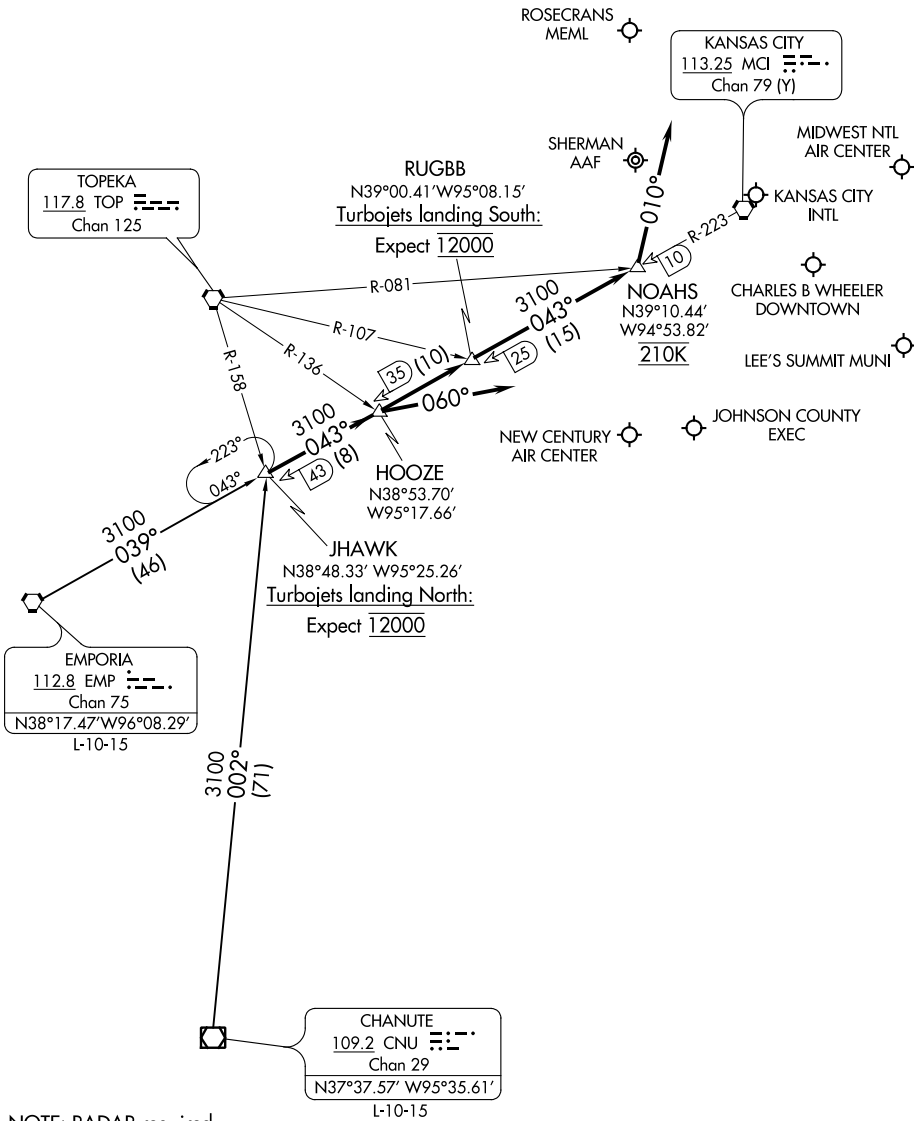 ROSECRANS
MEML
KANSAS CITY
113.25 MCI
Chan 79 (Y)
SHERMAN
AAF
MIDWEST NTL
AIR CENTER
TOPEKA
117.8 TOP
Chan 125
RUGBB
N39°00.41'W95°08.15'
Turbojets landing South:
Expect 12000
010°
R-223
KANSAS CITY
INTL
10
R-081
NOAHS
N39°10.44'
W94°53.82'
210K
CHARLES B WHEELER
DOWNTOWN
3100
043°
(15)
R-107
R-136
R-158
25
LEE'S SUMMIT MUNI
35
(10)
060°
3100
043°
(8)
JOHNSON COUNTY
EXEC
NEW CENTURY
AIR CENTER
223°
043°
43
HOOZE
N38°53.70'
W95°17.66'
3100
039°
(46)
JHAWK
N38°48.33' W95°25.26'
Turbojets landing North:
Expect 12000
EMPORIA
112.8 EMP
Chan 75
N38°17.47'W96°08.29'
L-10-15
3100
002°
(71)
CHANUTE
109.2 CNU
Chan 29
N37°37.57' W95°35.61'
L-10-15
NOTE: RADAR required